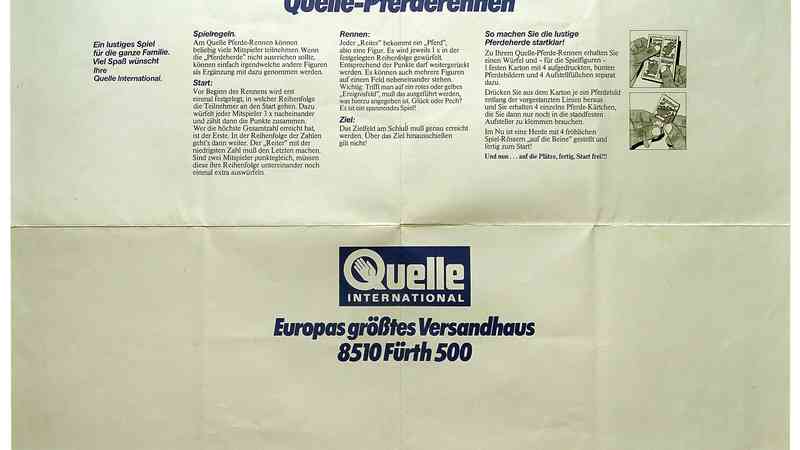 Quelle-Pferderennen
Ein lustiges Spiel
für die ganze Familie.
Viel Spaß wünscht
Ihre
Quelle International.
Spielregeln.
Am Quelle Pferde-Rennen können
beliebig viele Mitspieler teilnehmen. Wenn
die „Pferdeherde" nicht ausreichen sollte,
können einfach irgendwelche andere Figuren
als Ergänzung mit dazu genommen werden.
Start:
Vor Beginn des Rennens wird erst
einmal festgelegt, in welcher Reihenfolge
die Teilnehmer an den Start gehen. Dazu
würfelt jeder Mitspieler 3 x nacheinander
und zählt dann die Punkte zusammen.
Wer die höchste Gesamtzahl erreicht hat,
ist der Erste. In der Reihenfolge der Zahlen
geht's dann weiter. Der „Reiter" mit der
niedrigsten Zahl muß den Letzten machen.
Sind zwei Mitspieler punktegleich, müssen
diese ihre Reihenfolge untereinander noch
einmal extra auswürfeln.
Rennen:
Jeder „Reiter" bekommt ein „Pferd",
also eine Figur. Es wird jeweils 1 x in der
festgelegten Reihenfolge gewürfelt.
Entsprechend der Punkte darf weitergerückt
werden. Es können auch mehrere Figuren
auf einem Feld nebeneinander stehen.
Wichtig: Trifft man auf ein rotes oder gelbes
„Ereignisfeld", muß das ausgeführt werden,
was hierzu angegeben ist. Glück oder Pech?
Es ist ein spannendes Spiel!
Ziel:
Das Zielfeld am Schluß muß genau erreicht
werden. Über das Ziel hinausschießen
gilt nicht!
So machen Sie die lustige
Pferdeherde startklar!
Zu Ihrem Quelle-Pferderennen erhalten Sie
einen Würfel und – für die Spielfiguren –
1 festen Karton mit 4 aufgedruckten, bunten
Pferdebildern und 4 Aufstellfüßchen separat
dazu.
Drücken Sie aus dem Karton je ein Pferdebild
entlang der vorgestanzten Linien heraus
und Sie erhalten 4 einzelne Pferde-Kärtchen,
die Sie dann nur noch in die standfesten
Aufsteller zu klemmen brauchen.
Im Nu ist eine Herde mit 4 fröhlichen
Spiel-Rössern „auf die Beine" gestellt und
fertig zum Start!
Und nun . . . auf die Plätze, fertig, Start frei!!!
Quelle
INTERNATIONAL
Europas größtes Versandhaus
8510 Fürth 500